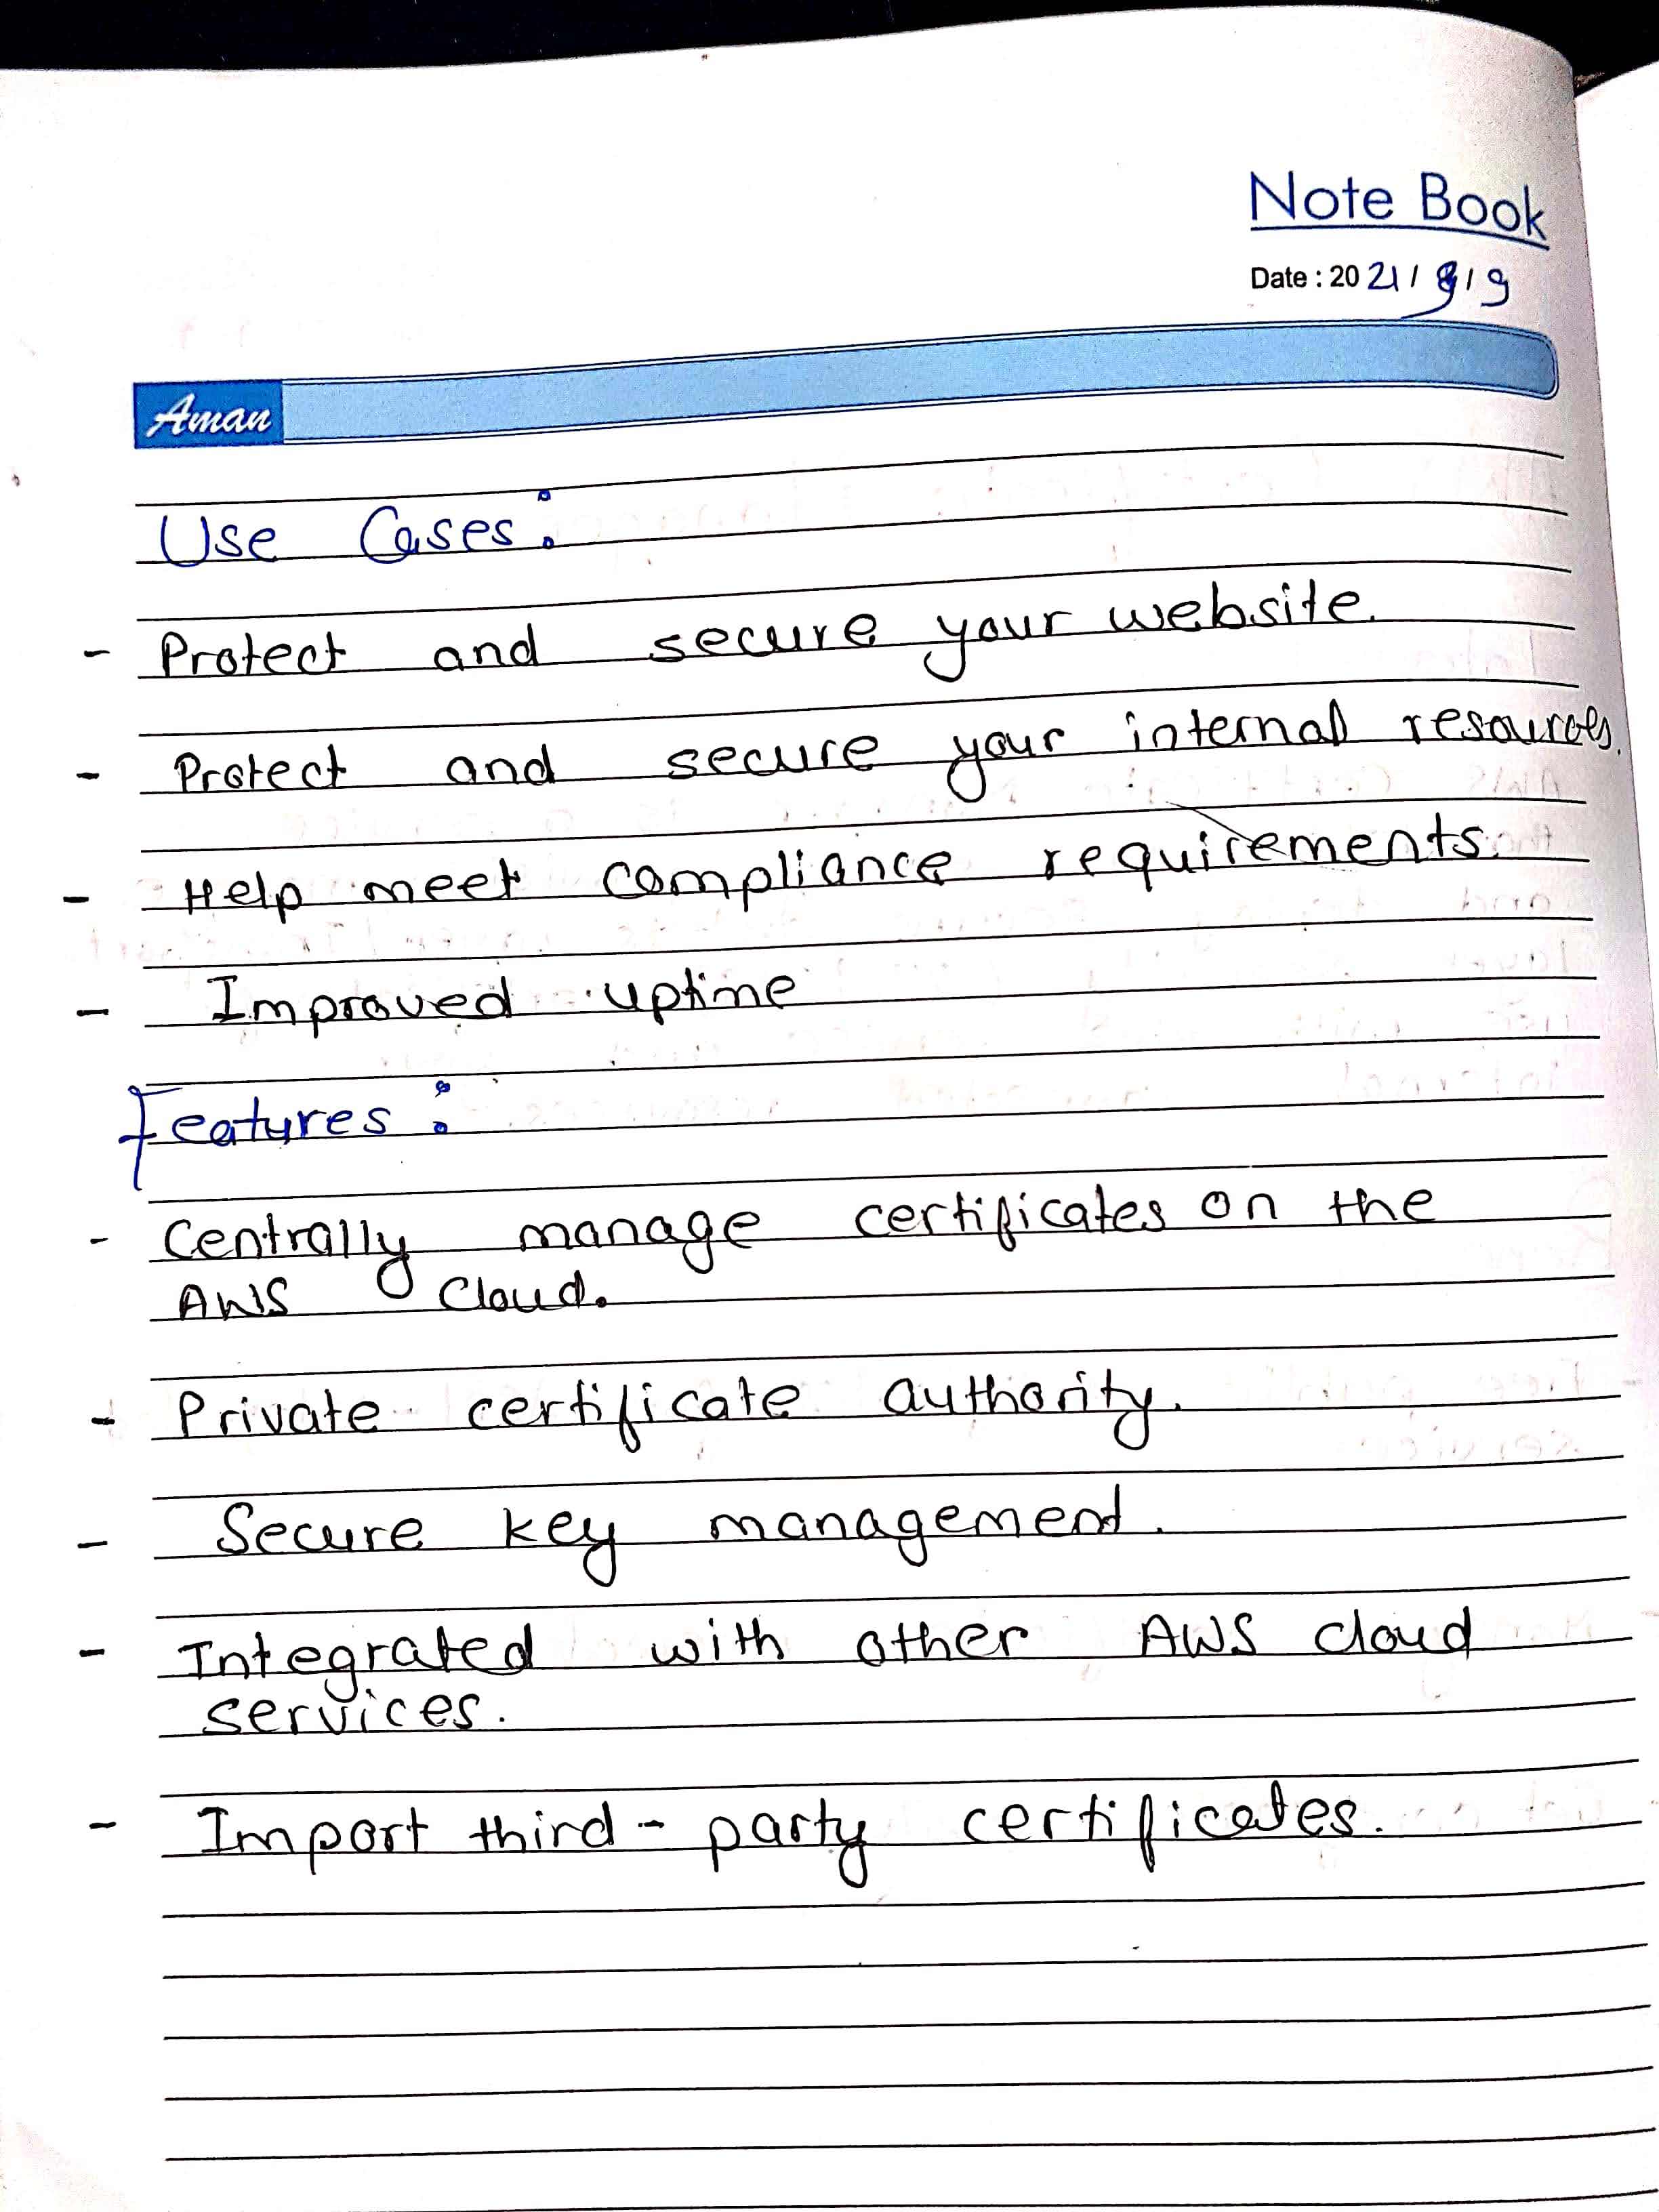 Note Book
Date : 2021 / 9 / 9
Aman
Use Cases:
- Protect and secure your website.
- Protect and secure your internal resources.
- Help meet compliance requirements.
- Improved uptime
Features:
- Centrally manage certificates on the
AWS Cloud.
- Private certificate authority.
- Secure key management.
- Integrated with other AWS cloud
services.
- Import third-party certificates.